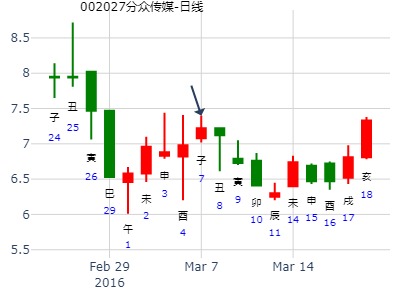 002027分众传媒-日线
8.5
8
7.5
7
6.5
6
5.5
子
24
丑
25
寅
26
巳
29
午
1
未
2
申
3
酉
4
子
7
丑
8
寅
9
卯
10
辰
11
未
14
申
15
酉
16
戌
17
亥
18
Feb 29
2016
Mar 7
Mar 14